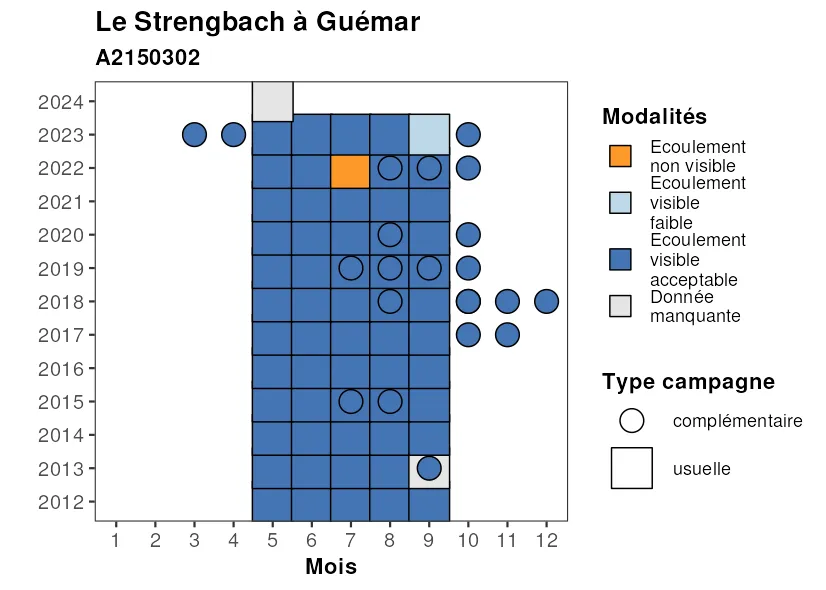 Le Strengbach à Guémar
A2150302
2024
2023
2022
2021
2020
2019
2018
2017
2016
2015
2014
2013
2012
1 2 3 4 5 6 7 8 9 10 11 12
Mois
Modalités
Ecoulement
non visible
Ecoulement
visible
faible
Ecoulement
visible
acceptable
Donnée
manquante
Type campagne
complémentaire
usuelle